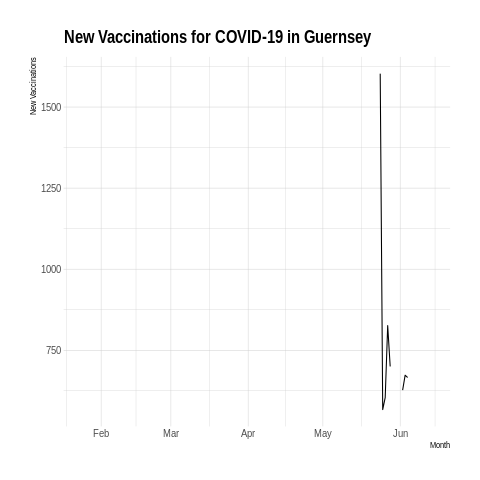 New Vaccinations for COVID-19 in Guernsey
New Vaccinations
1500
1250
1000
750
Feb Mar Apr May Jun
Month